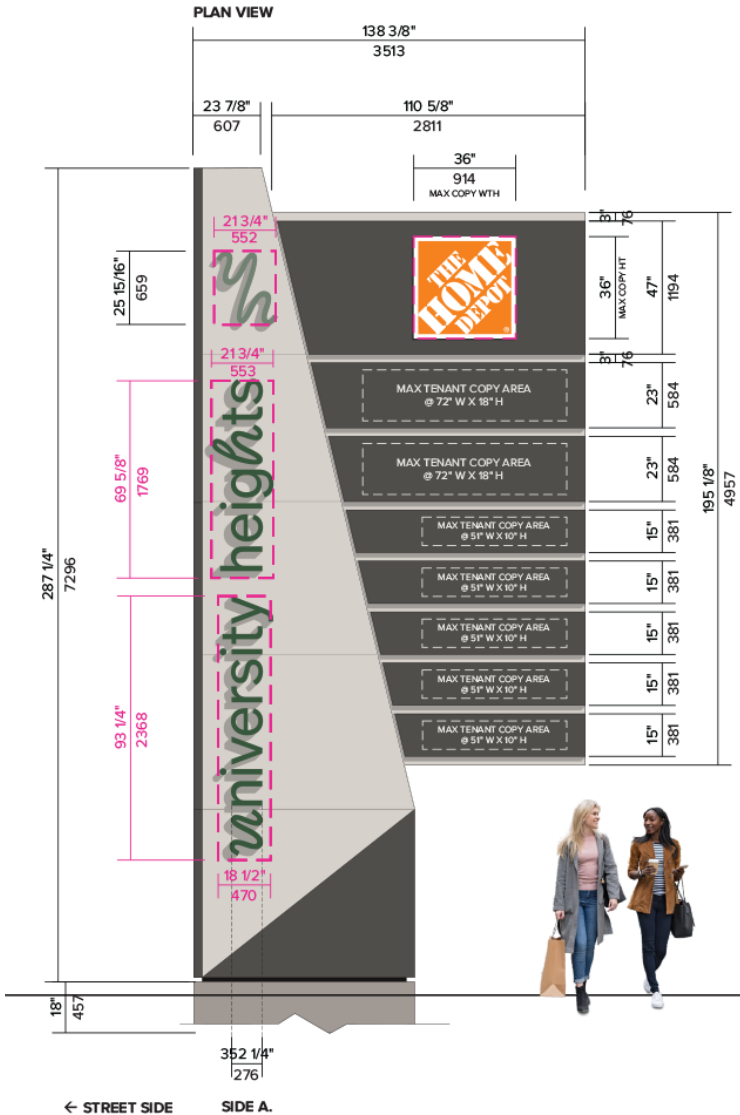 PLAN VIEW
138 3/8"
3513
23 7/8"
607
110 5/8"
2811
36"
914
MAX COPY WTH
21 3/4"
552
25 15/16"
659
THE
HOME
DEPOT
®
36"
MAX COPY HT
3"
76
47"
1194
3"
76
21 3/4"
553
heights
69 5/8"
1769
MAX TENANT COPY AREA
@ 72" W X 18" H
23"
584
MAX TENANT COPY AREA
@ 72" W X 18" H
23"
584
195 1/8"
4957
287 1/4"
7296
MAX TENANT COPY AREA
@ 51" W X 10" H
15"
381
MAX TENANT COPY AREA
@ 51" W X 10" H
15"
381
university
93 1/4"
2368
MAX TENANT COPY AREA
@ 51" W X 10" H
15"
381
MAX TENANT COPY AREA
@ 51" W X 10" H
15"
381
MAX TENANT COPY AREA
@ 51" W X 10" H
15"
381
18 1/2"
470
18"
457
352 1/4"
276
← STREET SIDE
SIDE A.